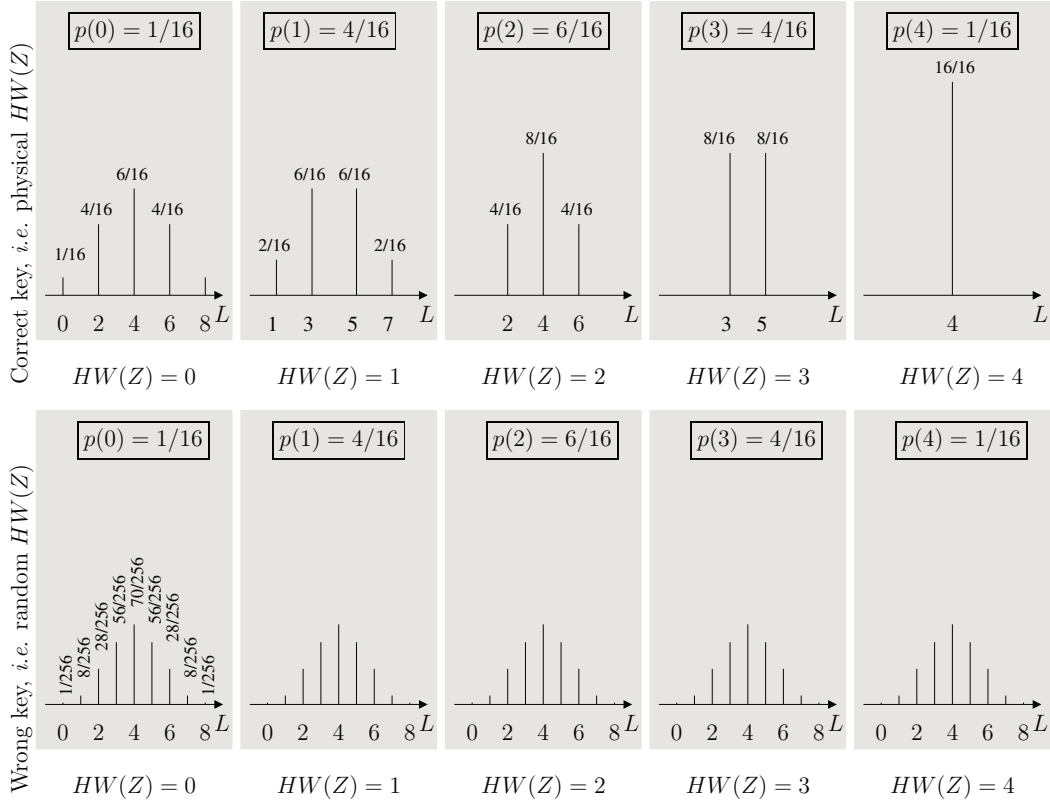 Correct key, i.e. physical HW(Z)
p(0) = 1/16
p(1) = 4/16
p(2) = 6/16
p(3) = 4/16
p(4) = 1/16
1/16
4/16
6/16
4/16
0 2 4 6 8 L
2/16
6/16
6/16
2/16
1 3 5 7 L
4/16
8/16
4/16
2 4 6 L
8/16
8/16
3 5 L
16/16
4 L
HW(Z) = 0
HW(Z) = 1
HW(Z) = 2
HW(Z) = 3
HW(Z) = 4
Wrong key, i.e. random HW(Z)
p(0) = 1/16
p(1) = 4/16
p(2) = 6/16
p(3) = 4/16
p(4) = 1/16
1/256
8/256
28/256
56/256
70/256
56/256
28/256
8/256
1/256
0 2 4 6 8 L
0 2 4 6 8 L
0 2 4 6 8 L
0 2 4 6 8 L
0 2 4 6 8 L
HW(Z) = 0
HW(Z) = 1
HW(Z) = 2
HW(Z) = 3
HW(Z) = 4